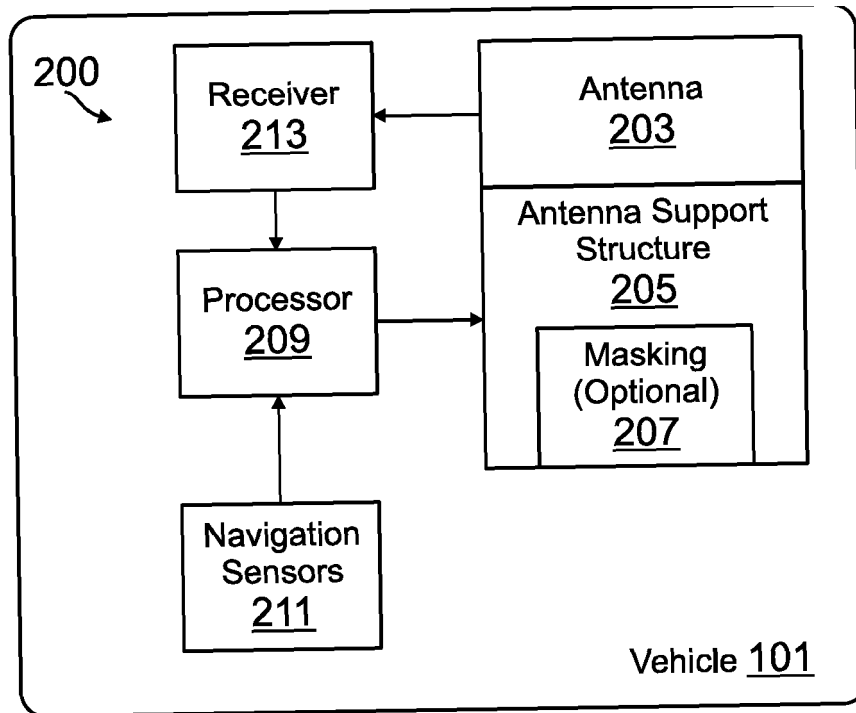 200
Receiver
213
Antenna
203
Antenna Support
Structure
205
Processor
209
Masking
(Optional)
207
Navigation
Sensors
211
Vehicle 101